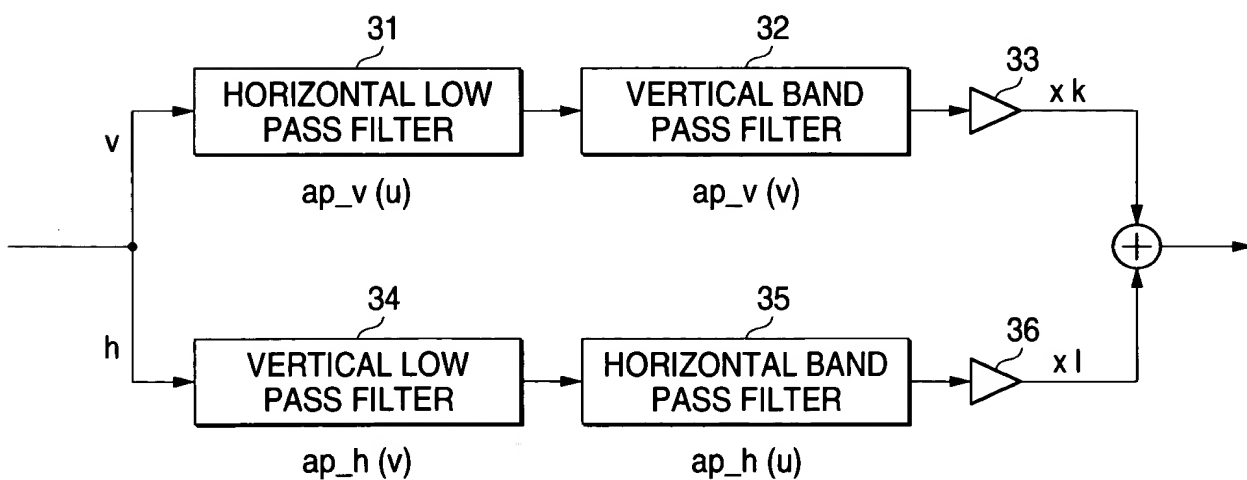 31
HORIZONTAL LOW
PASS FILTER
ap_v (u)
32
VERTICAL BAND
PASS FILTER
ap_v (v)
33
x k
v
h
34
VERTICAL LOW
PASS FILTER
ap_h (v)
35
HORIZONTAL BAND
PASS FILTER
ap_h (u)
36
x l